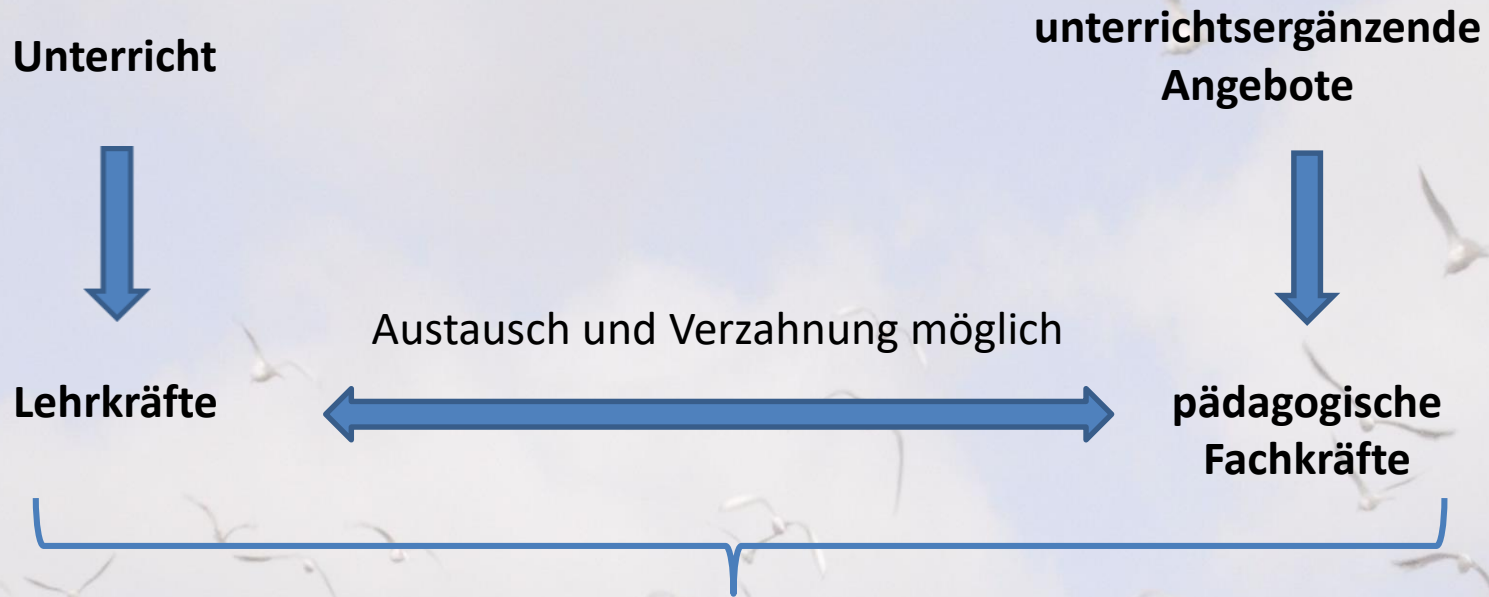 Unterricht
unterrichtsergänzende
Angebote
Austausch und Verzahnung möglich
Lehrkräfte
pädagogische
Fachkräfte